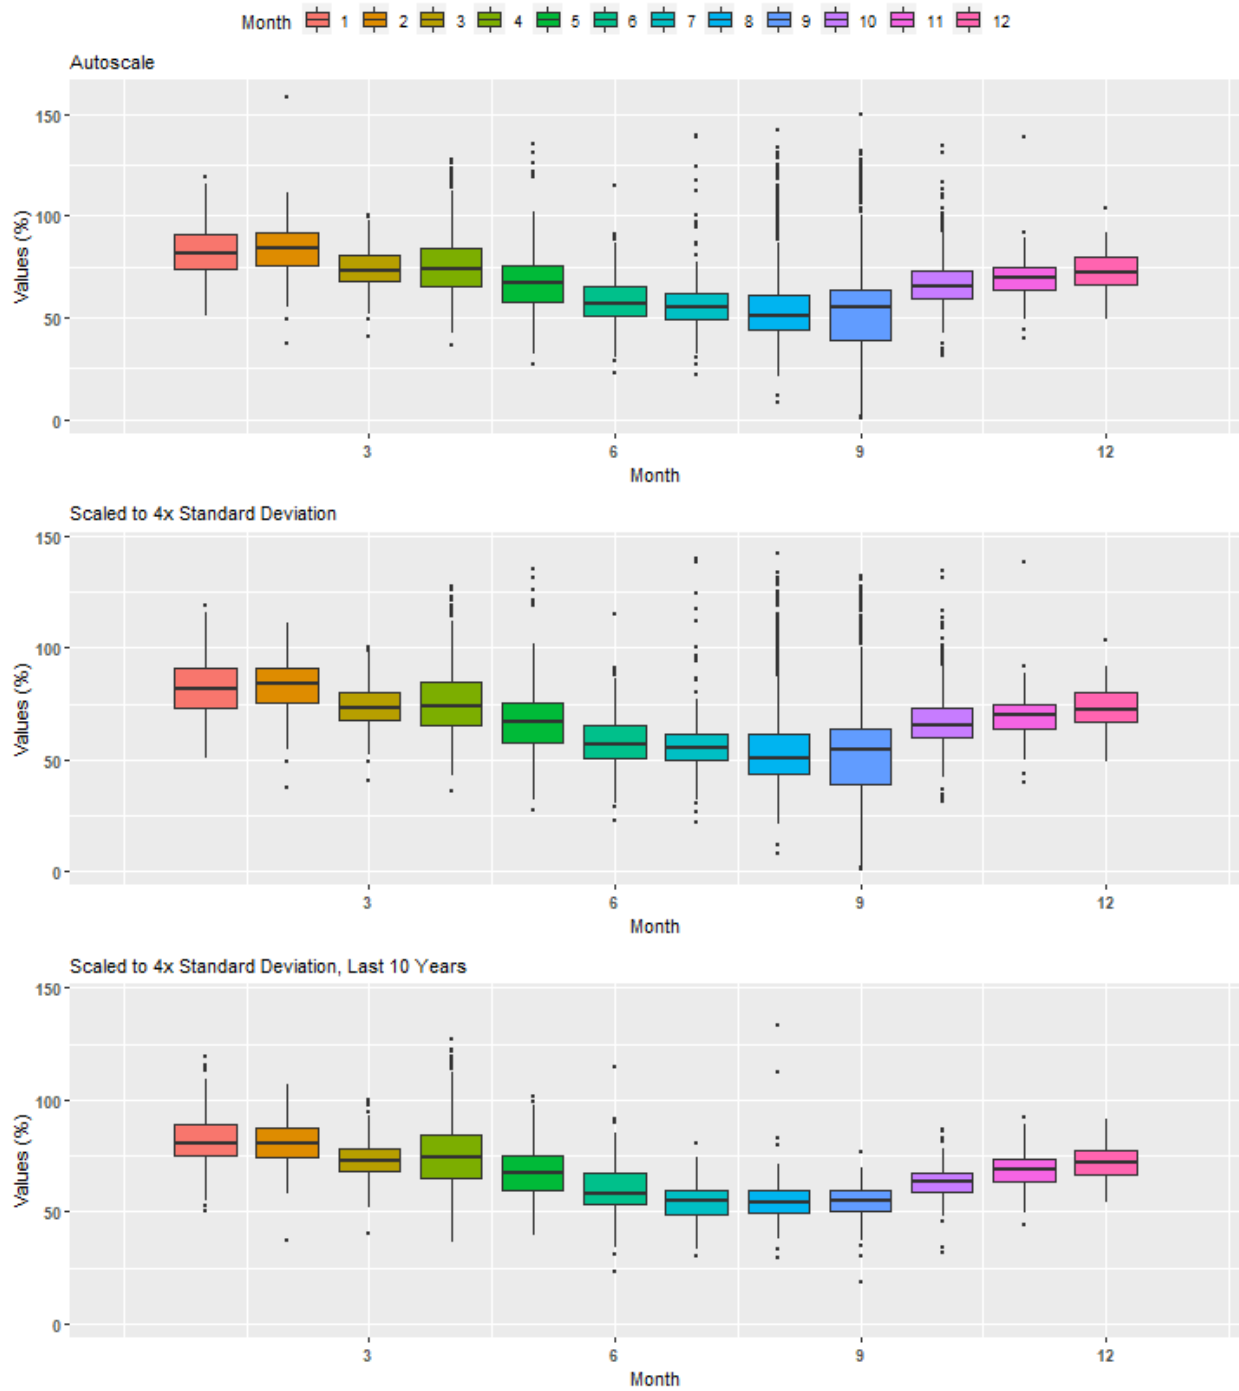 Month 1 2 3 4 5 6 7 8 9 10 11 12
Autoscale
150
100
50
0
Values (%)
3 6 9 12
Month
Scaled to 4x Standard Deviation
150
100
50
0
Values (%)
3 6 9 12
Month
Scaled to 4x Standard Deviation, Last 10 Years
150
100
50
0
Values (%)
3 6 9 12
Month